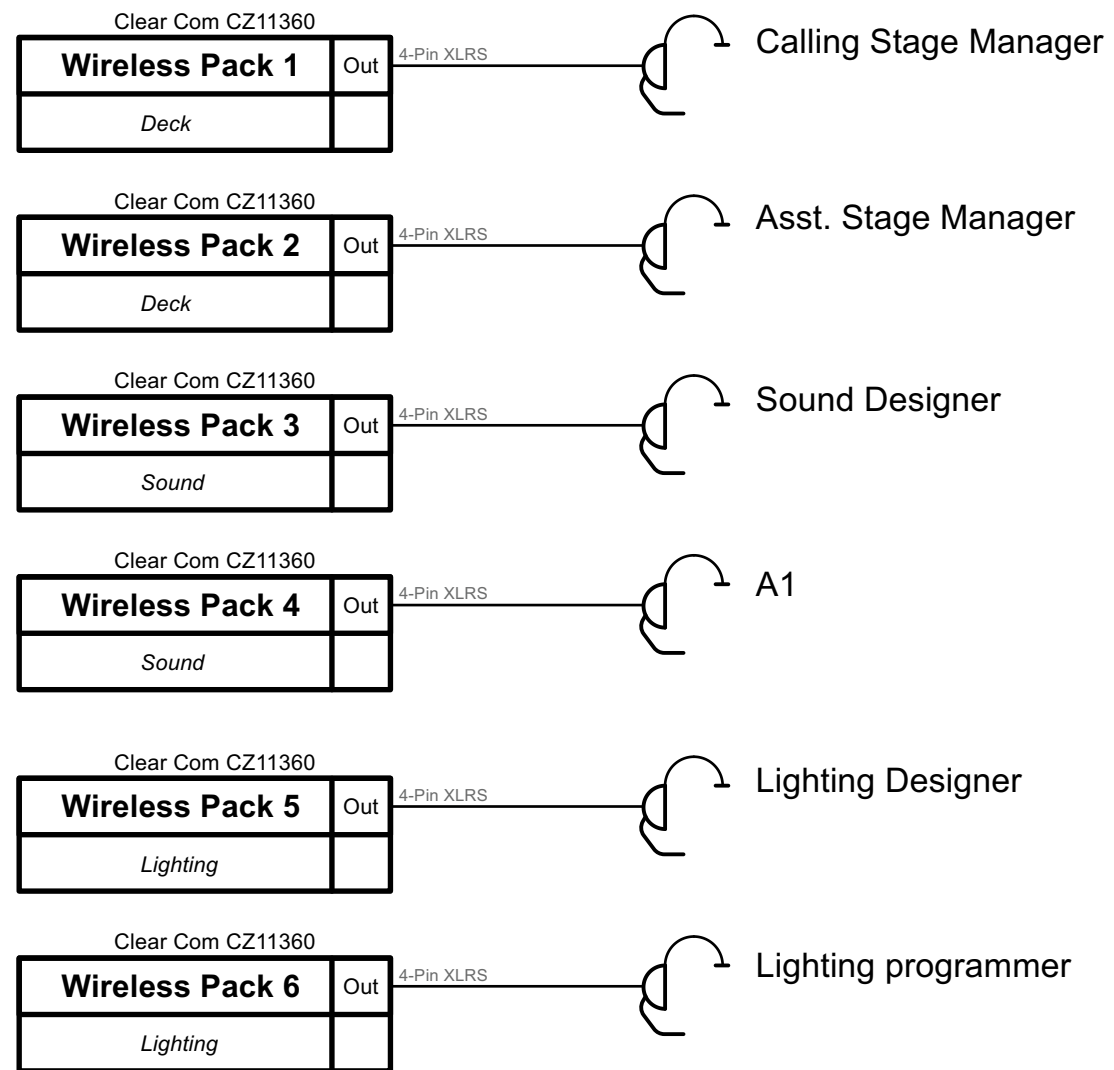 Clear Com CZ11360
Wireless Pack 1 Out 4-Pin XLRS Calling Stage Manager
Deck
Clear Com CZ11360
Wireless Pack 2 Out 4-Pin XLRS Asst. Stage Manager
Deck
Clear Com CZ11360
Wireless Pack 3 Out 4-Pin XLRS Sound Designer
Sound
Clear Com CZ11360
Wireless Pack 4 Out 4-Pin XLRS A1
Sound
Clear Com CZ11360
Wireless Pack 5 Out 4-Pin XLRS Lighting Designer
Lighting
Clear Com CZ11360
Wireless Pack 6 Out 4-Pin XLRS Lighting programmer
Lighting